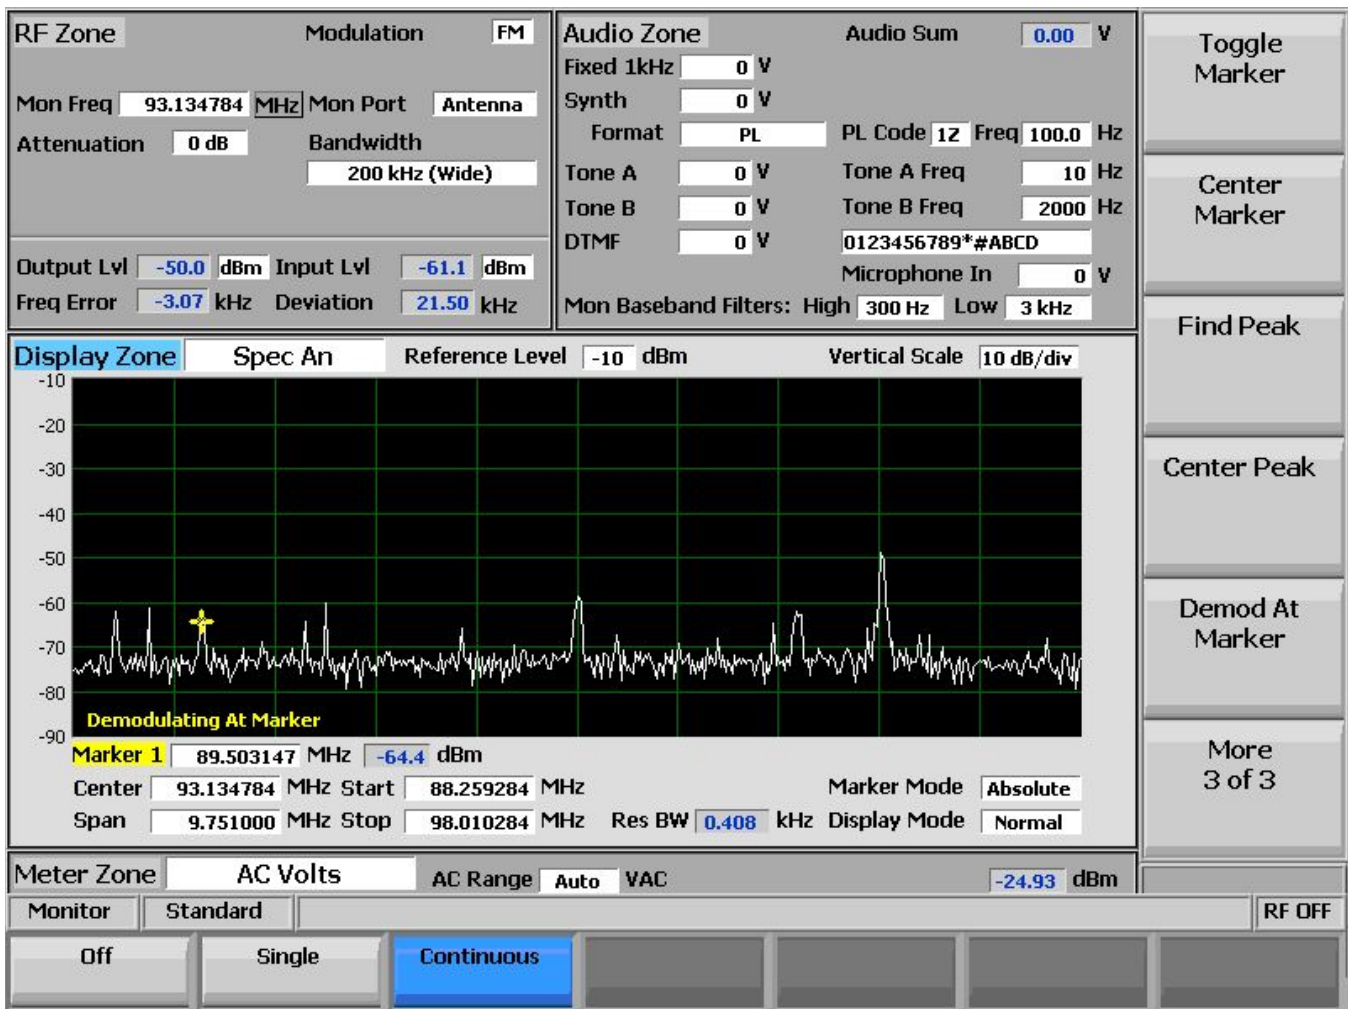 RF Zone Modulation FM
Mon Freq 93.134784 MHz Mon Port Antenna
Attenuation 0 dB Bandwidth
200 kHz (Wide)
Output Lvl -50.0 dBm Input Lvl -61.1 dBm
Freq Error -3.07 kHz Deviation 21.50 kHz
Audio Zone Audio Sum 0.00 V
Fixed 1kHz 0 V
Synth 0 V
Format PL PL Code 1Z Freq 100.0 Hz
Tone A 0 V Tone A Freq 10 Hz
Tone B 0 V Tone B Freq 2000 Hz
DTMF 0 V 0123456789*#ABCD
Microphone In 0 V
Mon Baseband Filters: High 300 Hz Low 3 kHz
Display Zone Spec An Reference Level -10 dBm Vertical Scale 10 dB/div
-10
-20
-30
-40
-50
-60
-70
-80
-90
Demodulating At Marker
Marker 1 89.503147 MHz -64.4 dBm
Center 93.134784 MHz Start 88.259284 MHz Marker Mode Absolute
Span 9.751000 MHz Stop 98.010284 MHz Res BW 0.408 kHz Display Mode Normal
Meter Zone AC Volts AC Range Auto VAC -24.93 dBm
Monitor Standard RF OFF
Off Single Continuous
Toggle
Marker
Center
Marker
Find Peak
Center Peak
Demod At
Marker
More
3 of 3